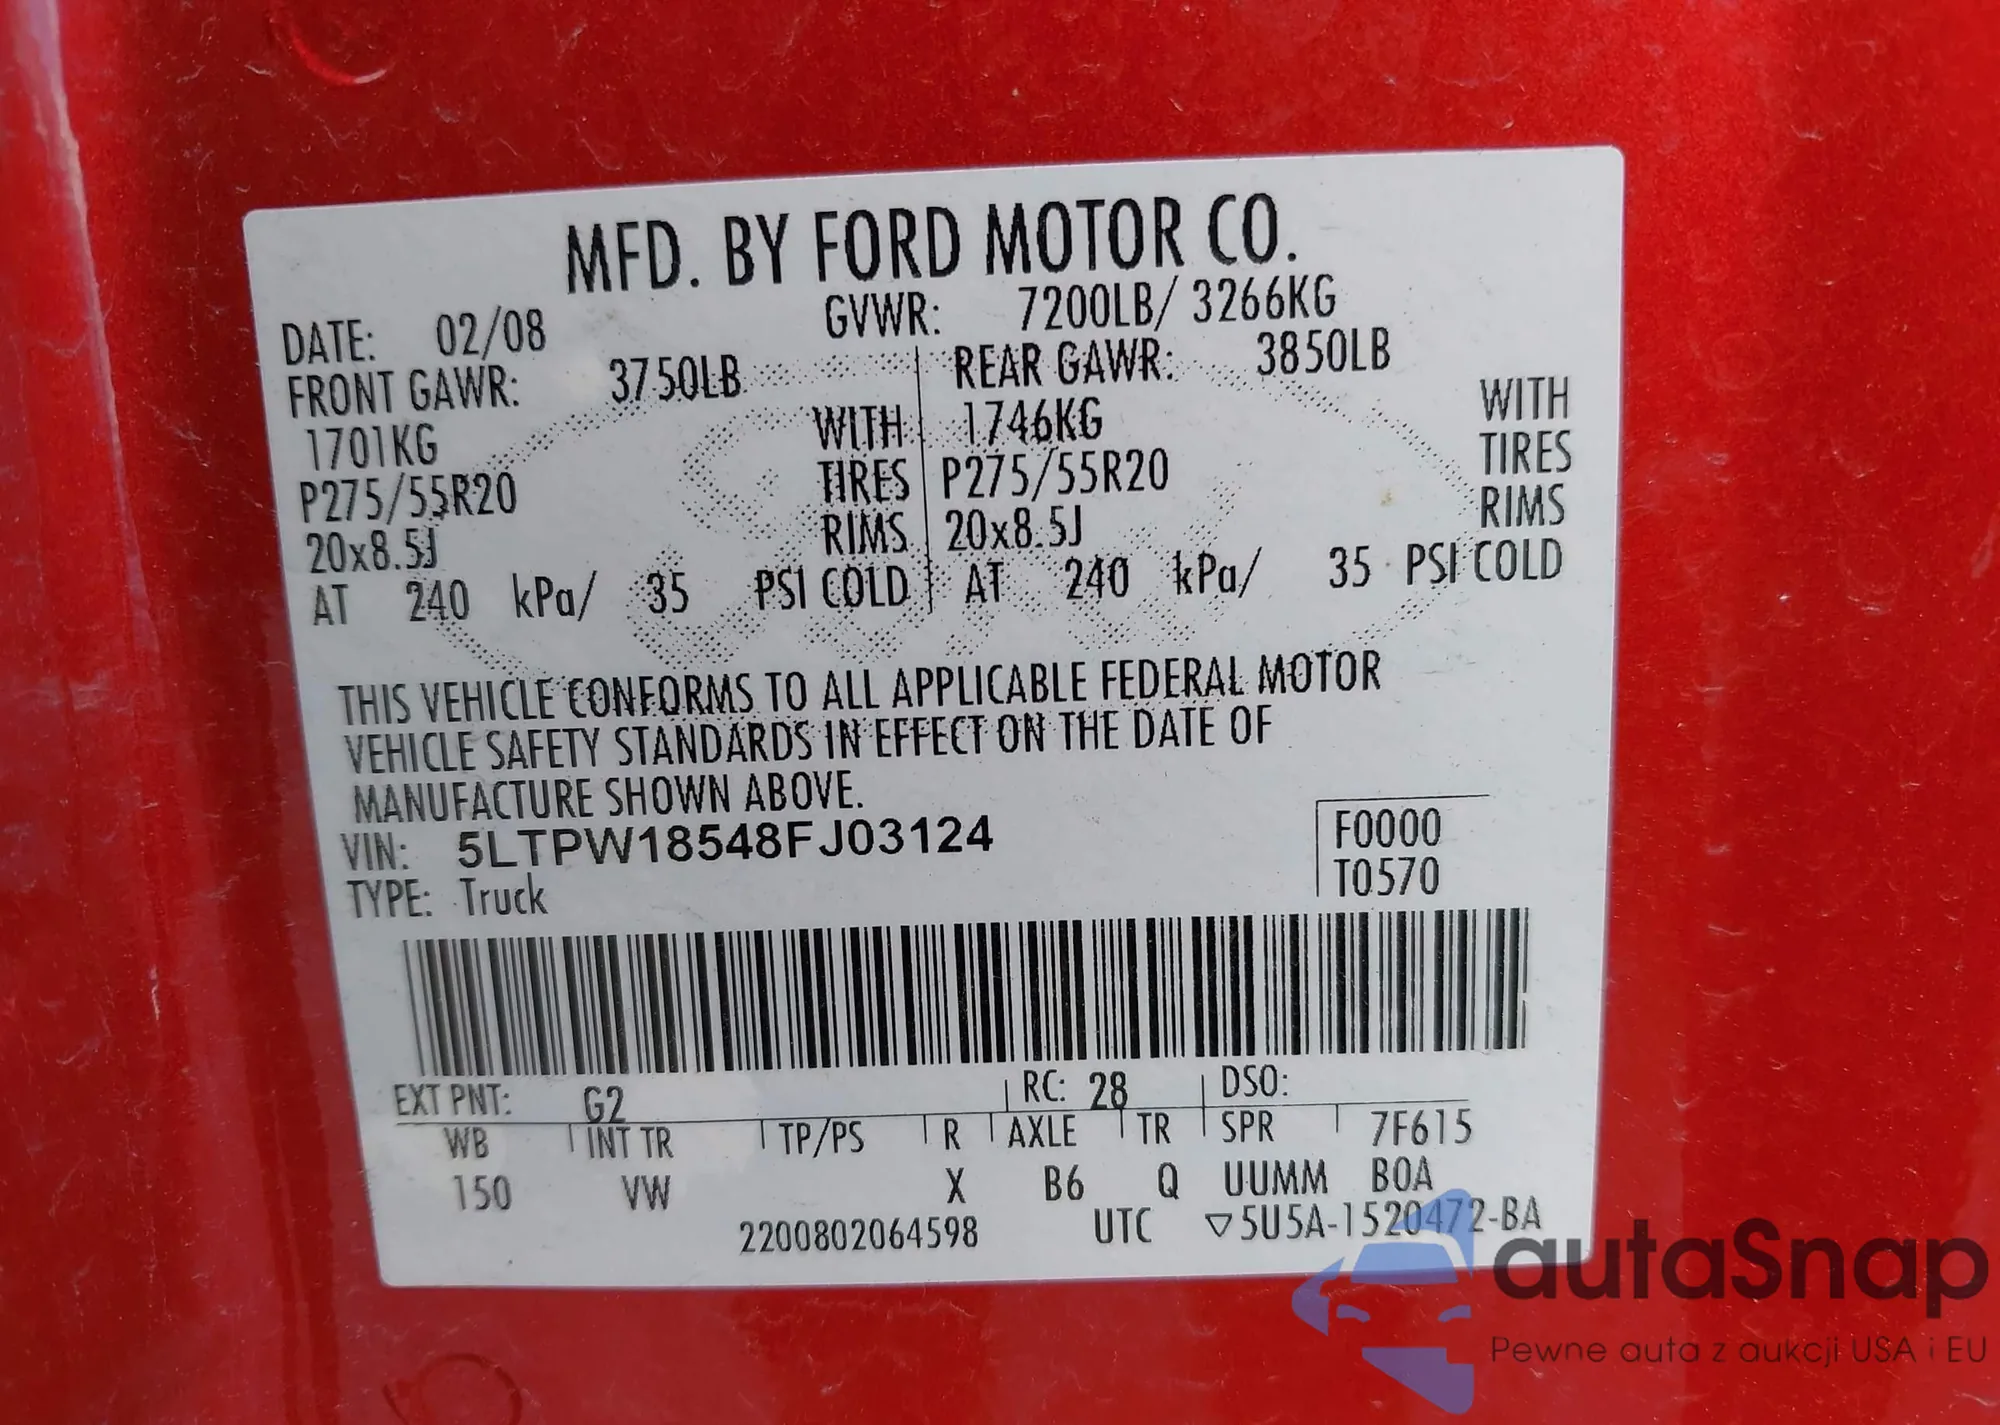 MFD. BY FORD MOTOR CO.
DATE: 02/08 GVWR: 7200LB/ 3266KG
FRONT GAWR: 3750LB REAR GAWR: 3850LB
1701KG WITH 1746KG WITH
P275/55R20 TIRES P275/55R20 TIRES
20x8.5J RIMS 20x8.5J RIMS
AT 240 kPa/ 35 PSI COLD AT 240 kPa/ 35 PSI COLD
THIS VEHICLE CONFORMS TO ALL APPLICABLE FEDERAL MOTOR
VEHICLE SAFETY STANDARDS IN EFFECT ON THE DATE OF
MANUFACTURE SHOWN ABOVE.
VIN: 5LTPW18548FJ03124 F0000
TYPE: Truck T0570
EXT PNT: G2 RC: 28 DSO:
WB INT TR TP/PS R AXLE TR SPR 7F615
150 VW X B6 Q UUMM B0A
2200802064598 UTC ▽5U5A-1520472-BA
autaSnap
Pewne auta z aukcji USA i EU